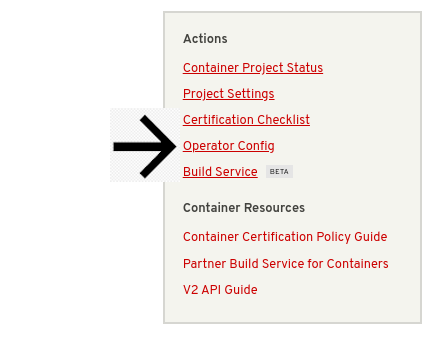 Actions
Container Project Status
Project Settings
Certification Checklist
Operator Config
Build Service BETA
Container Resources
Container Certification Policy Guide
Partner Build Service for Containers
V2 API Guide